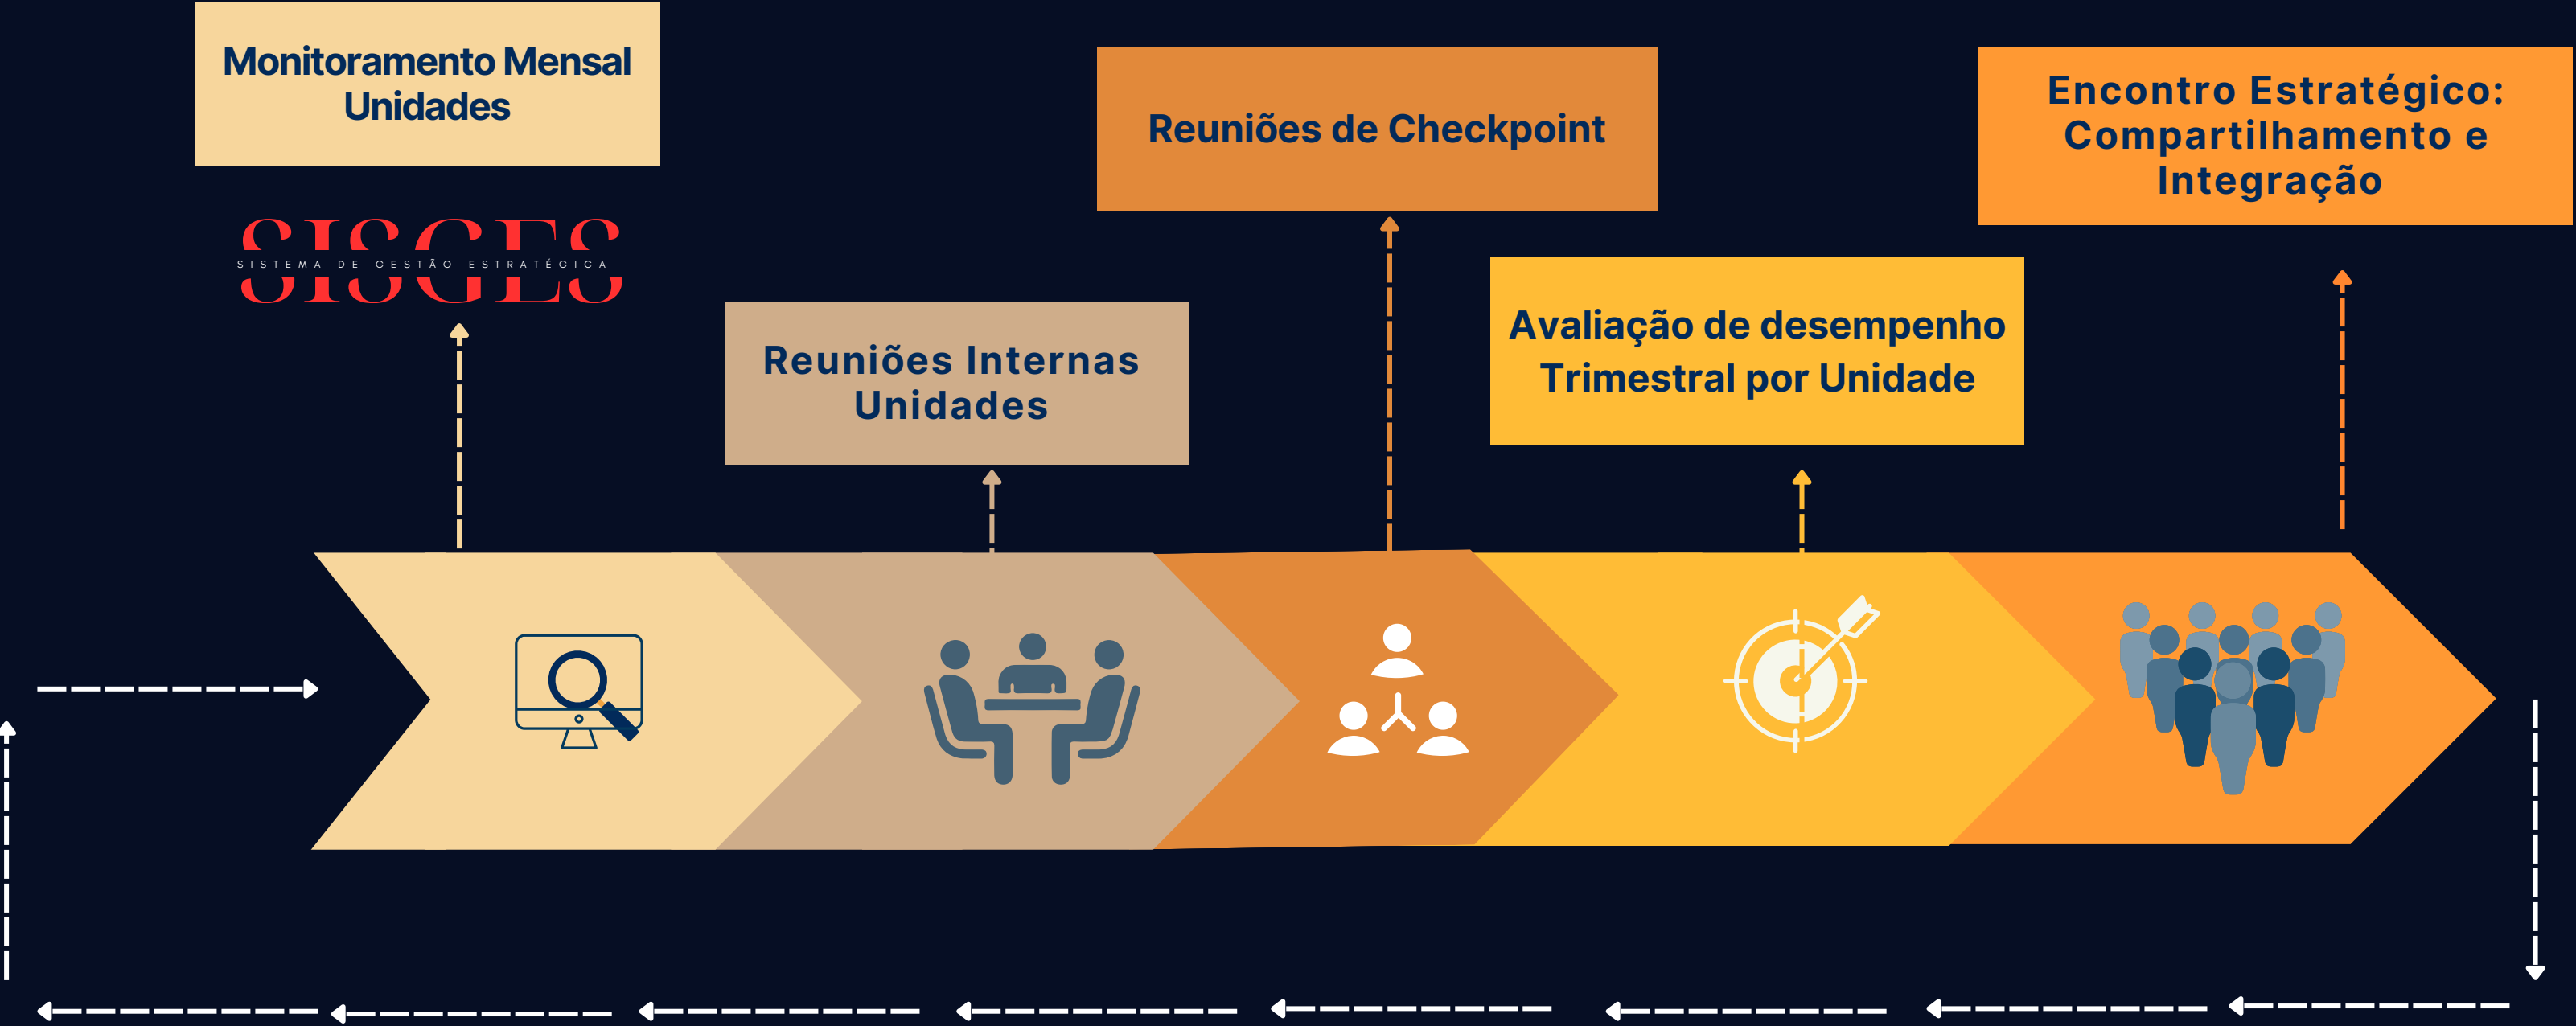 Monitoramento Mensal
Unidades
SISGES
SISTEMA DE GESTÃO ESTRATÉGICA
Reuniões Internas
Unidades
Reuniões de Checkpoint
Avaliação de desempenho
Trimestral por Unidade
Encontro Estratégico:
Compartilhamento e
Integração